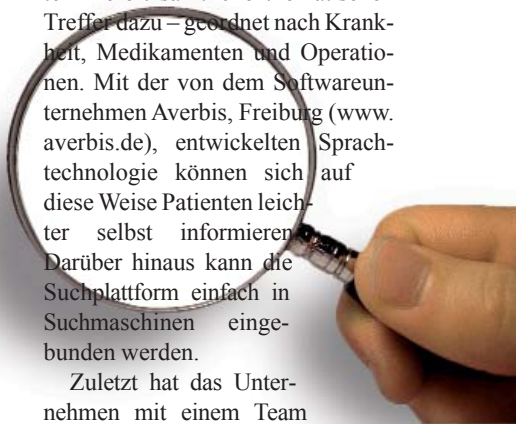 Treffer dazu – geordnet nach Krank-
heit, Medikamenten und Operatio-
nen. Mit der von dem Softwareun-
ternehmen Averbis, Freiburg (www.
averbis.de), entwickelten Sprach-
technologie können sich auf
diese Weise Patienten leich-
ter selbst informieren.
Darüber hinaus kann die
Suchplattform einfach in
Suchmaschinen einge-
bunden werden.
Zuletzt hat das Unter-
nehmen mit einem Team